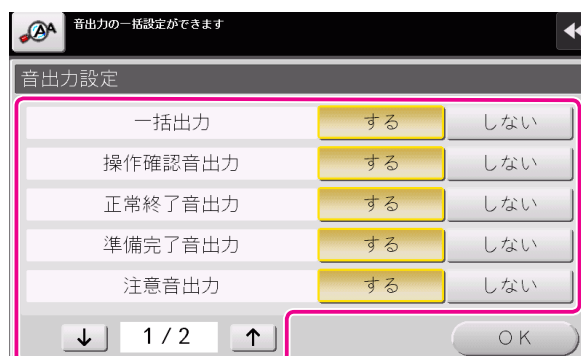 音出力の一括設定ができます
音出力設定
一括出力 する しない
操作確認音出力 する しない
正常終了音出力 する しない
準備完了音出力 する しない
注意音出力 する しない
↓ 1/2 ↑ OK